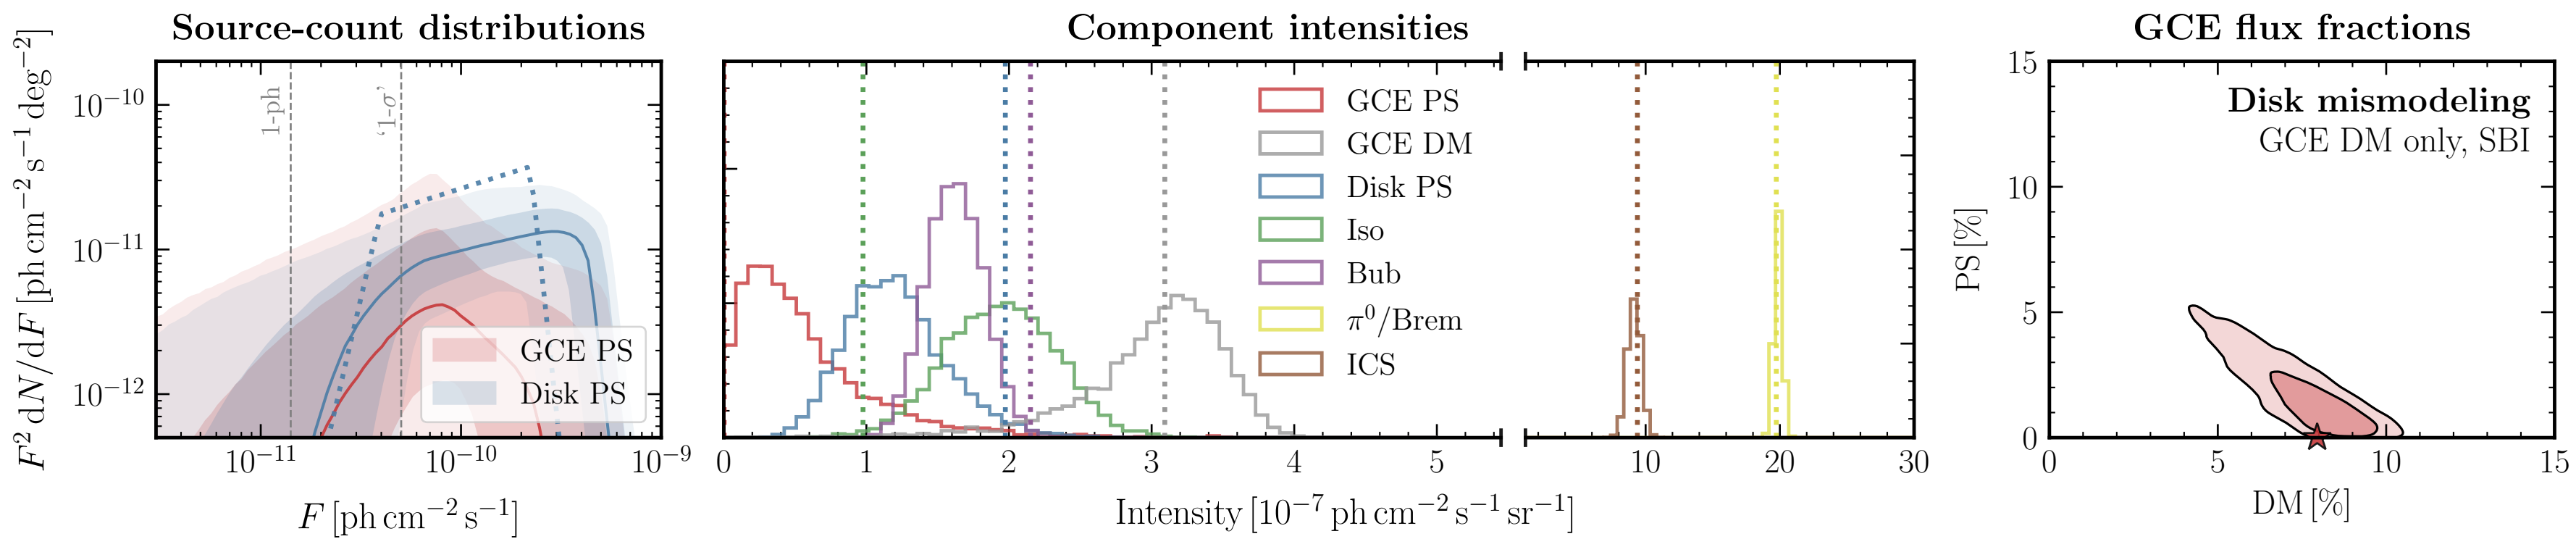 Source-count distributions
F² dN/dF [ph cm⁻² s⁻¹ deg⁻²]
10⁻¹⁰
10⁻¹¹
10⁻¹²
1-ph
‘1-σ’
GCE PS
Disk PS
10⁻¹¹ 10⁻¹⁰ 10⁻⁹
F [ph cm⁻² s⁻¹]
Component intensities
GCE PS
GCE DM
Disk PS
Iso
Bub
π⁰/Brem
ICS
0 1 2 3 4 5 10 20 30
Intensity [10⁻⁷ ph cm⁻² s⁻¹ sr⁻¹]
GCE flux fractions
PS [%]
15
10
5
0
Disk mismodeling
GCE DM only, SBI
0 5 10 15
DM [%]